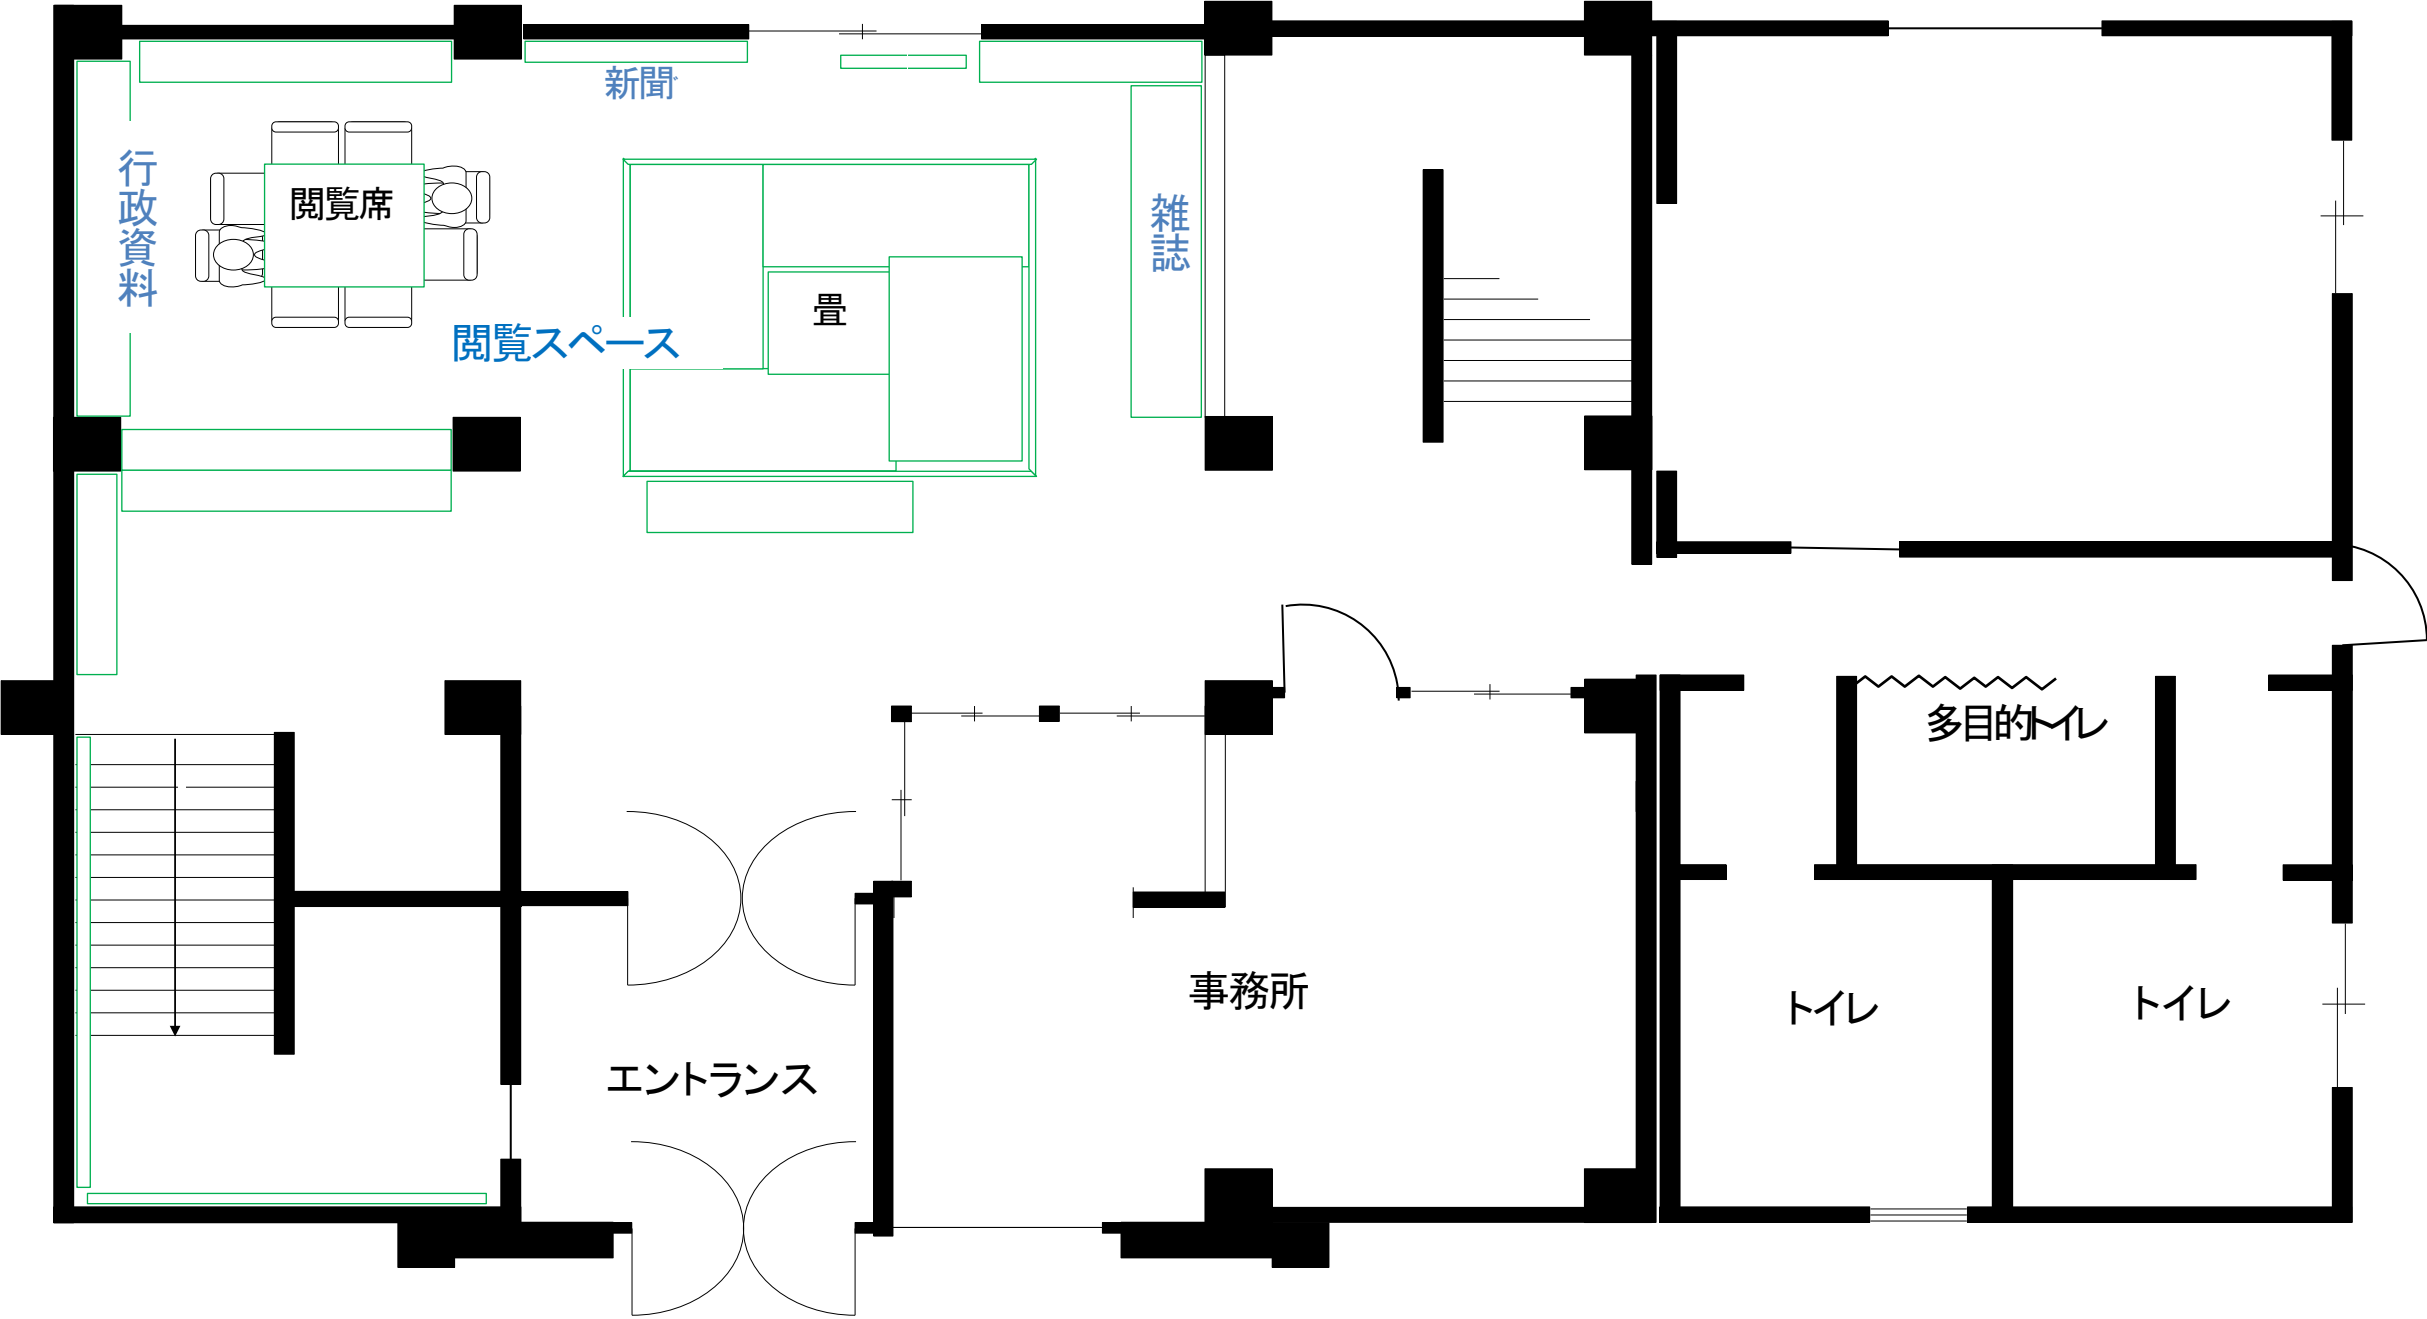 新聞
行政資料
閲覧席
雑誌
畳
閲覧スペース
多目的トイレ
事務所
トイレ
トイレ
エントランス